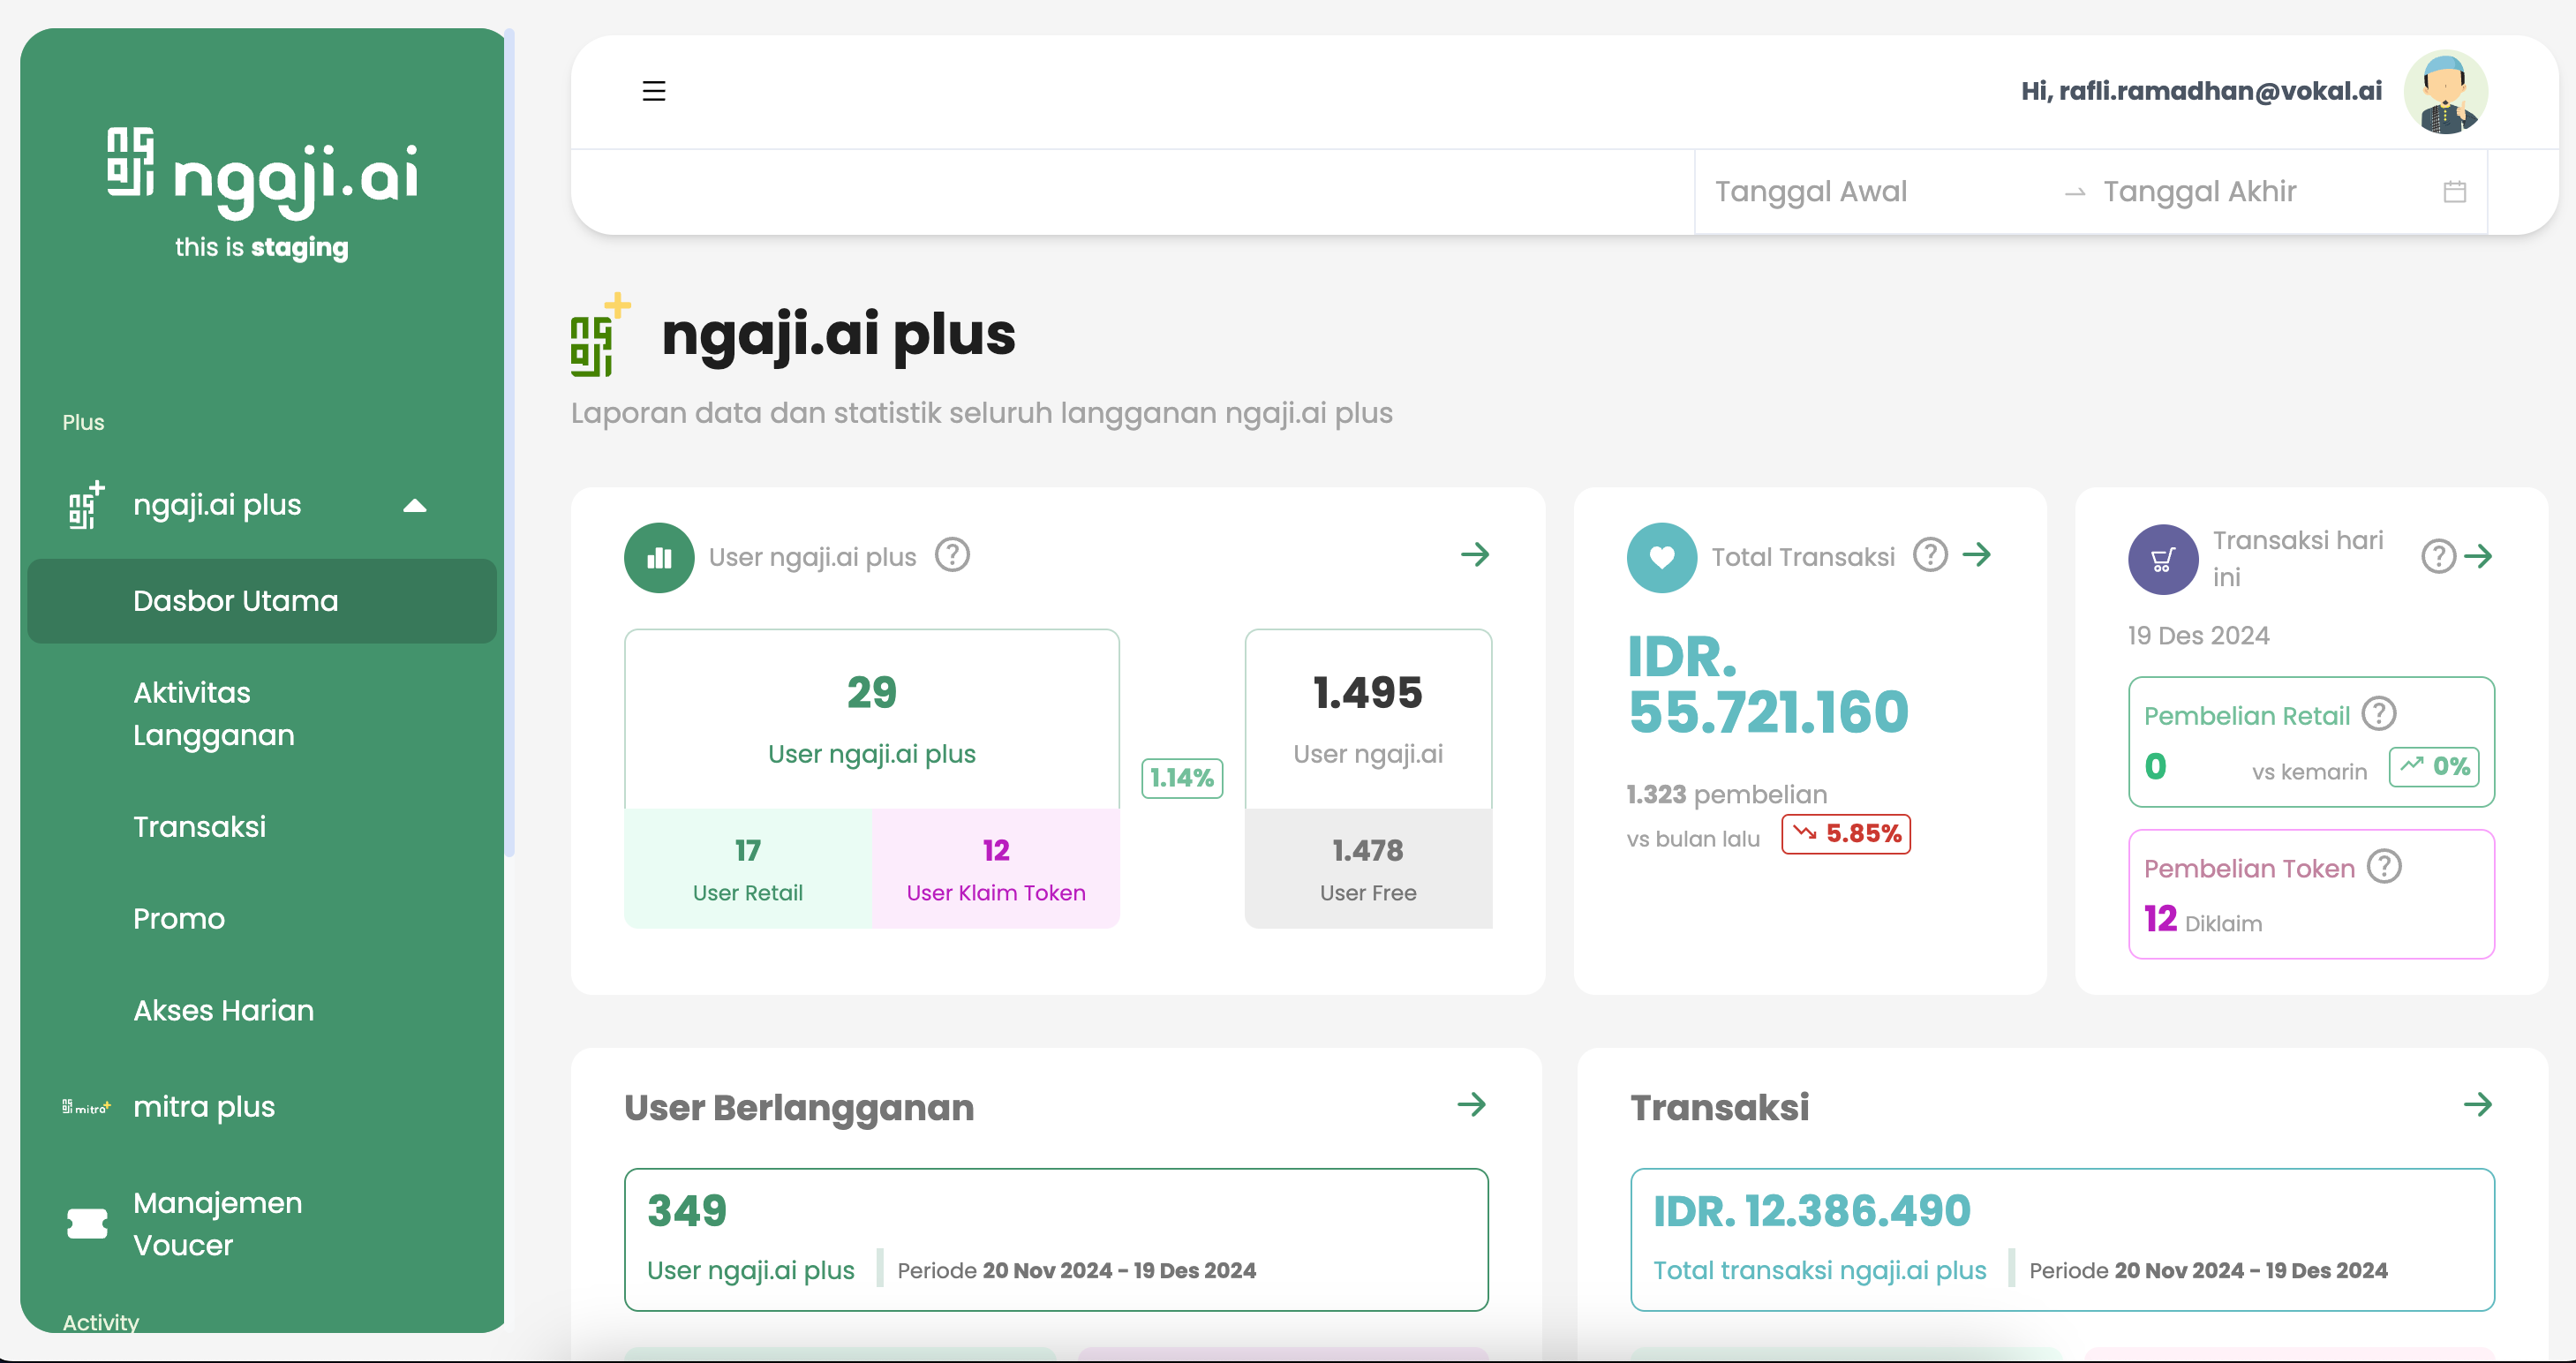 ngaji.ai
this is staging
Plus
ngaji.ai plus
Dasbor Utama
Aktivitas
Langganan
Transaksi
Promo
Akses Harian
mitra
mitra plus
Manajemen
Voucer
Activity
Hi, rafli.ramadhan@vokal.ai
Tanggal Awal
Tanggal Akhir
ngaji.ai plus
Laporan data dan statistik seluruh langganan ngaji.ai plus
User ngaji.ai plus
29
User ngaji.ai plus
17
User Retail
12
User Klaim Token
1.14%
1.495
User ngaji.ai
1.478
User Free
Total Transaksi
IDR.
55.721.160
1.323 pembelian
vs bulan lalu 5.85%
Transaksi hari
ini
19 Des 2024
Pembelian Retail
0 vs kemarin 0%
Pembelian Token
12 Diklaim
User Berlangganan
349
User ngaji.ai plus Periode 20 Nov 2024 - 19 Des 2024
Transaksi
IDR. 12.386.490
Total transaksi ngaji.ai plus Periode 20 Nov 2024 - 19 Des 2024